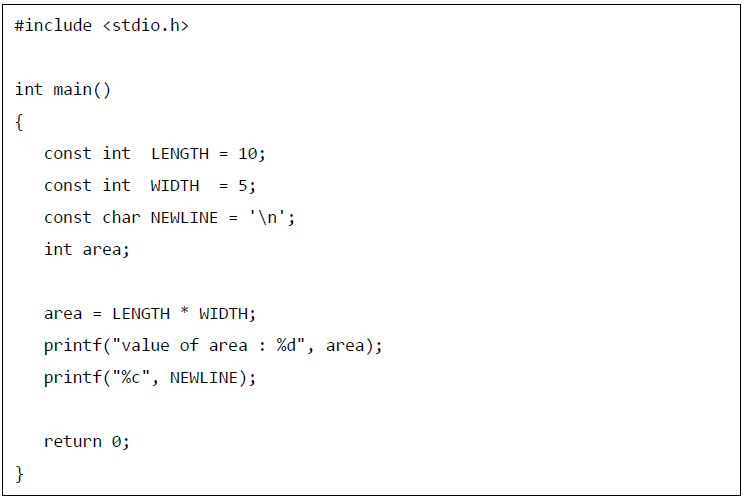 #include <stdio.h>
int main()
{
const int  LENGTH = 10;
const int  WIDTH  = 5;
const char NEWLINE = '\n';
int area;
area = LENGTH * WIDTH;
printf("value of area : %d", area);
printf("%c", NEWLINE);
return 0;
}